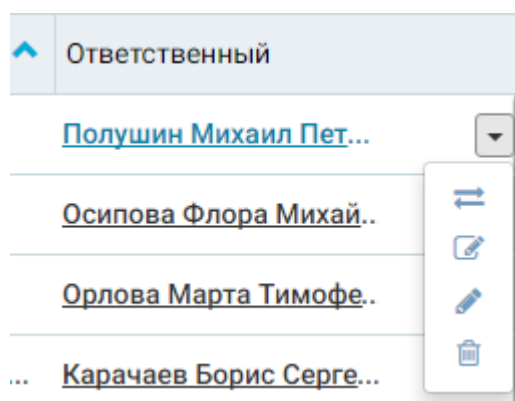 Ответственный
Полушин Михаил Пет...
Осипова Флора Михай..
Орлова Марта Тимофе..
... Карачаев Борис Серге...